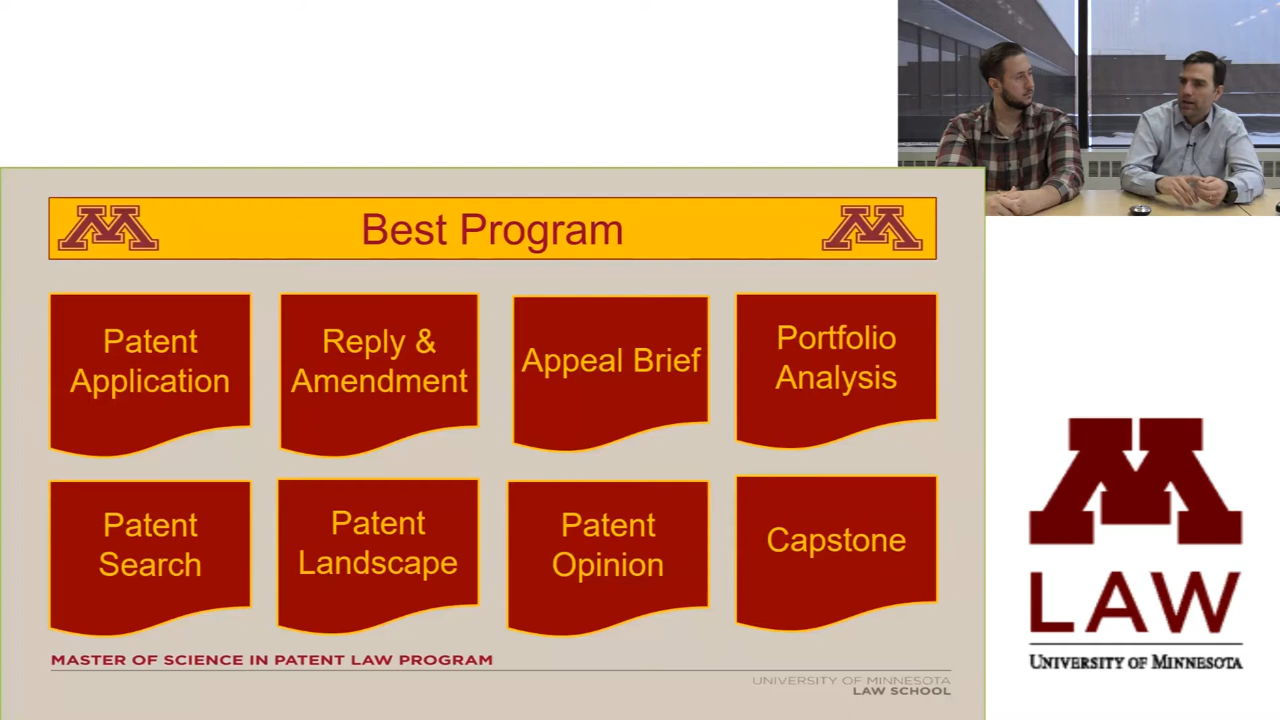 M
Best Program
M
Patent
Application
Reply &
Amendment
Appeal Brief
Portfolio
Analysis
Patent
Search
Patent
Landscape
Patent
Opinion
Capstone
MASTER OF SCIENCE IN PATENT LAW PROGRAM
UNIVERSITY OF MINNESOTA
LAW SCHOOL
M
LAW
UNIVERSITY OF MINNESOTA